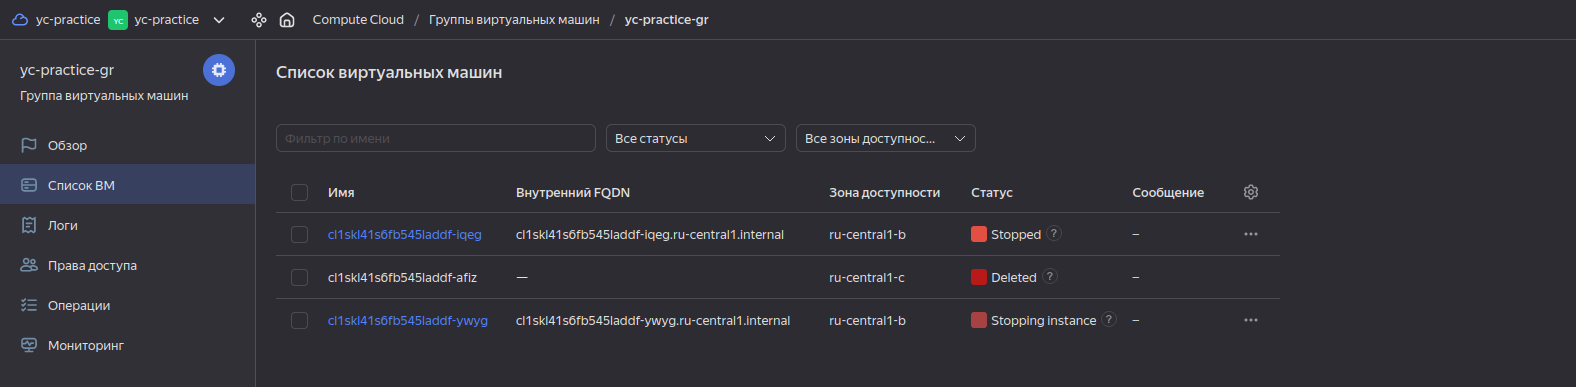 yc-practice YC yc-practice Compute Cloud / Группы виртуальных машин / yc-practice-gr
yc-practice-gr
Группа виртуальных машин
Обзор
Список ВМ
Логи
Права доступа
Операции
Мониторинг
Список виртуальных машин
Фильтр по имени Все статусы Все зоны доступнос...
Имя Внутренний FQDN Зона доступности Статус Сообщение
cl1skl41s6fb545laddf-iqeg cl1skl41s6fb545laddf-iqeg.ru-central1.internal ru-central1-b Stopped ? –
cl1skl41s6fb545laddf-afiz — ru-central1-c Deleted ? –
cl1skl41s6fb545laddf-ywyg cl1skl41s6fb545laddf-ywyg.ru-central1.internal ru-central1-b Stopping instance ? –